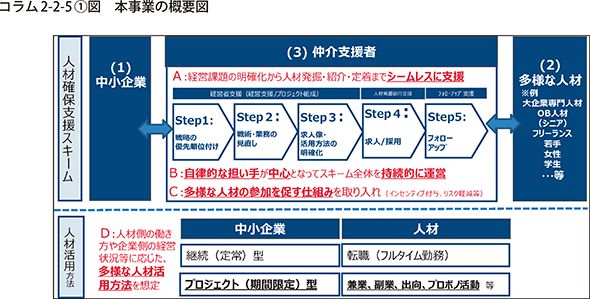 コラム2-2-5①図　本事業の概要図
人材確保支援スキーム
(1)
中小企業
(3) 仲介支援者
A：経営課題の明確化から人材発掘・紹介・定着までシームレスに支援
経営者支援（経営支援/プロジェクト組成）
人材発掘紹介支援
フォローアップ支援
Step1:
戦略の
優先順位付け
Step2：
戦術・業務の
見直し
Step3：
求人像・
活用方法の
明確化
Step4：
求人/採用
Step5:
フォロー
アップ
B：自律的な担い手が中心となってスキーム全体を持続的に運営
C：多様な人材の参加を促す仕組みを取り入れ（インセンティブ付与、リスク軽減等）
(2)
多様な人材
※例
大企業専門人材
OB人材
（シニア）
フリーランス
若手
女性
学生
･･･等
人材活用方法
D：人材側の働き
方や企業側の経営
状況等に応じた、
多様な人材活
用方法を想定
中小企業
人材
継続（定常）型
転職（フルタイム勤務）
プロジェクト（期間限定）型
兼業、副業、出向、プロボノ活動 等